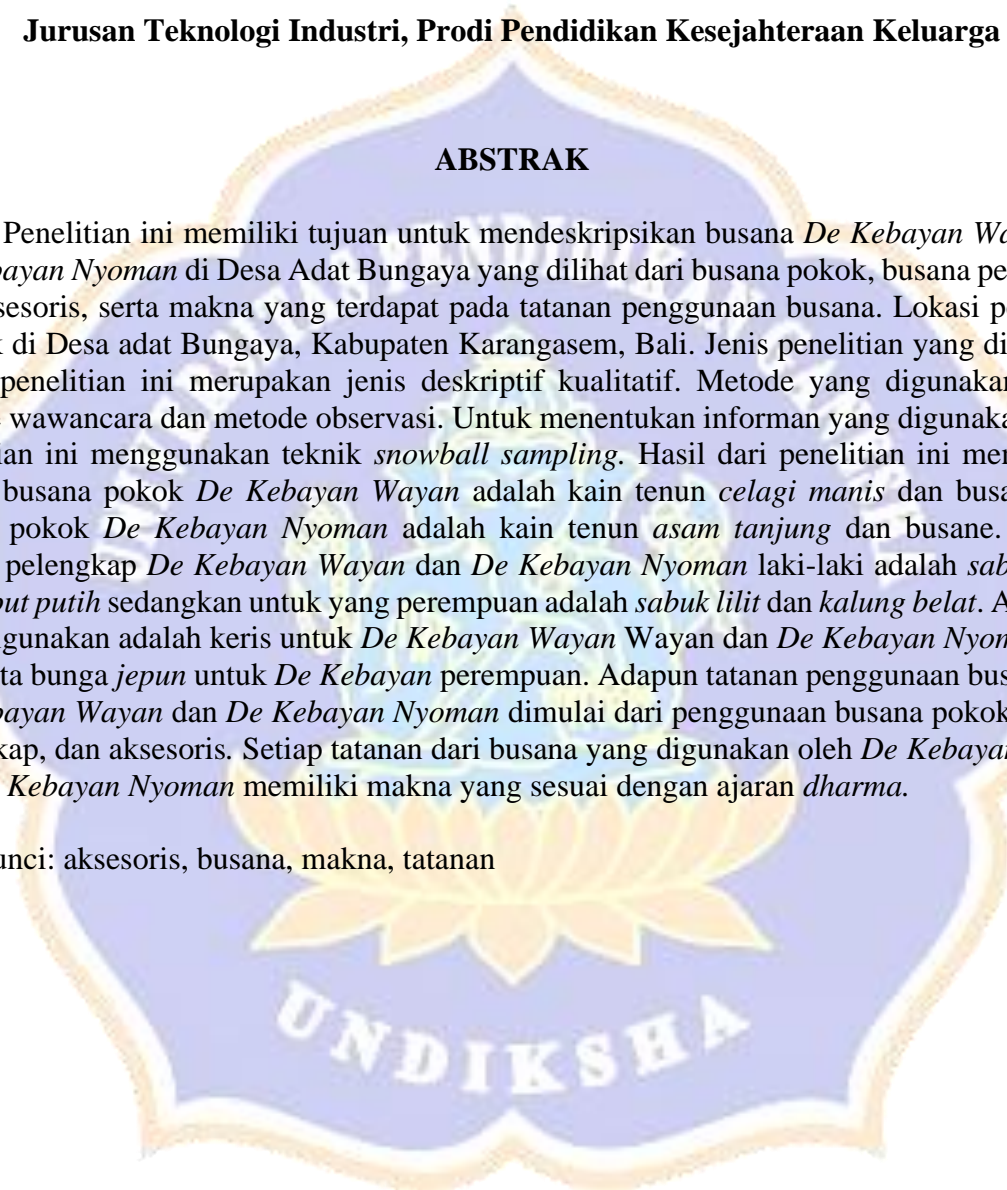 Jurusan Teknologi Industri, Prodi Pendidikan Kesejahteraan Keluarga
ABSTRAK
Penelitian ini memiliki tujuan untuk mendeskripsikan busana De Kebayan Wa
bayan Nyoman di Desa Adat Bungaya yang dilihat dari busana pokok, busana pe
sesoris, serta makna yang terdapat pada tatanan penggunaan busana. Lokasi p
k di Desa adat Bungaya, Kabupaten Karangasem, Bali. Jenis penelitian yang di
penelitian ini merupakan jenis deskriptif kualitatif. Metode yang digunakan
wawancara dan metode observasi. Untuk menentukan informan yang digunaka
ian ini menggunakan teknik snowball sampling. Hasil dari penelitian ini men
busana pokok De Kebayan Wayan adalah kain tenun celagi manis dan busa
pokok De Kebayan Nyoman adalah kain tenun asam tanjung dan busane.
pelengkap De Kebayan Wayan dan De Kebayan Nyoman laki-laki adalah sab
put putih sedangkan untuk yang perempuan adalah sabuk lilit dan kalung belat. A
igunakan adalah keris untuk De Kebayan Wayan Wayan dan De Kebayan Nyom
ta bunga jepun untuk De Kebayan perempuan. Adapun tatanan penggunaan bus
bayan Wayan dan De Kebayan Nyoman dimulai dari penggunaan busana pokok
kap, dan aksesoris. Setiap tatanan dari busana yang digunakan oleh De Kebayan
Kebayan Nyoman memiliki makna yang sesuai dengan ajaran dharma.
unci: aksesoris, busana, makna, tatanan
UNDIKSHA